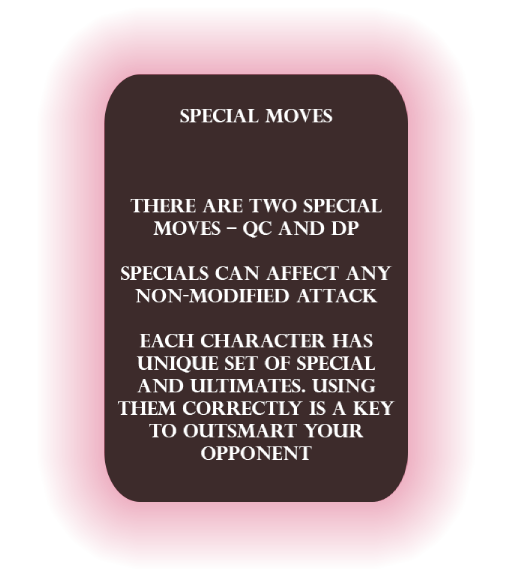 SPECIAL MOVES
THERE ARE TWO SPECIAL
MOVES – QC AND DP
SPECIALS CAN AFFECT ANY
NON-MODIFIED ATTACK
EACH CHARACTER HAS
UNIQUE SET OF SPECIAL
AND ULTIMATES. USING
THEM CORRECTLY IS A KEY
TO OUTSMART YOUR
OPPONENT